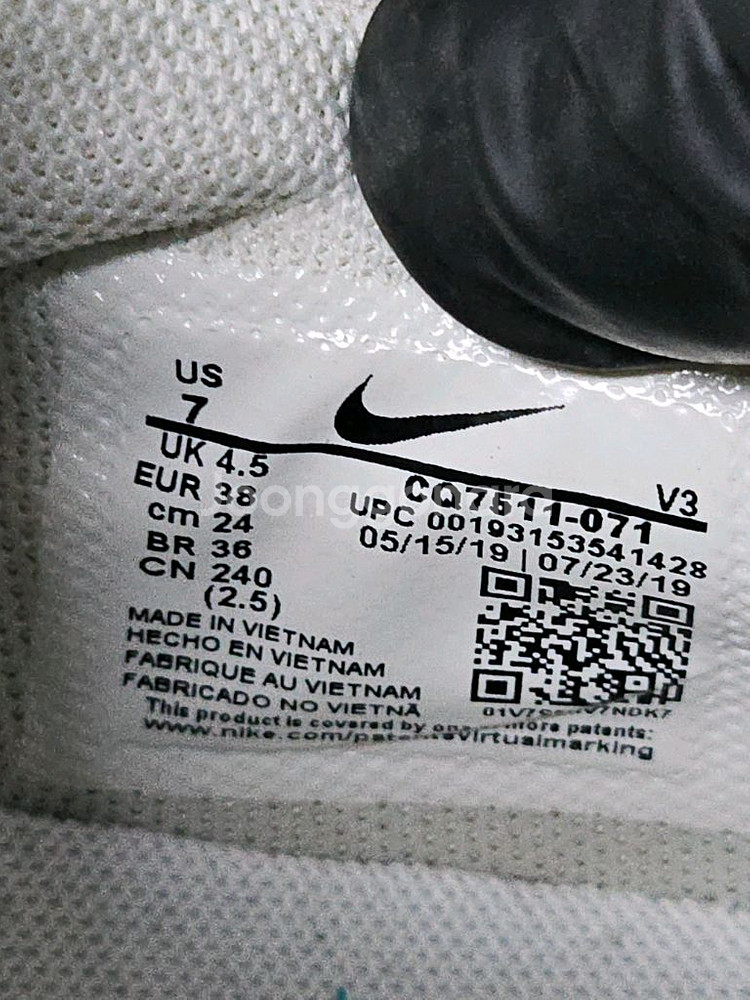 US
7
UK 4.5
EUR 38
cm 24
BR 36
CN 240
(2.5)
V3
CQ7511-071
UPC 00193153541428
05/15/19 | 07/23/19
MADE IN VIETNAM
HECHO EN VIETNAM
FABRIQUE AU VIETNAM
FABRICADO NO VIETNÃ
This product is covered by one more patents:
www.nike.com/
virtualmarking